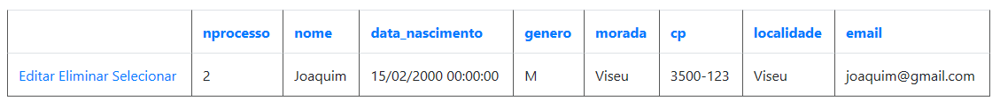 nprocesso nome data_nascimento genero morada cp localidade email
Editar Eliminar Selecionar 2 Joaquim 15/02/2000 00:00:00 M Viseu 3500-123 Viseu joaquim@gmail.com